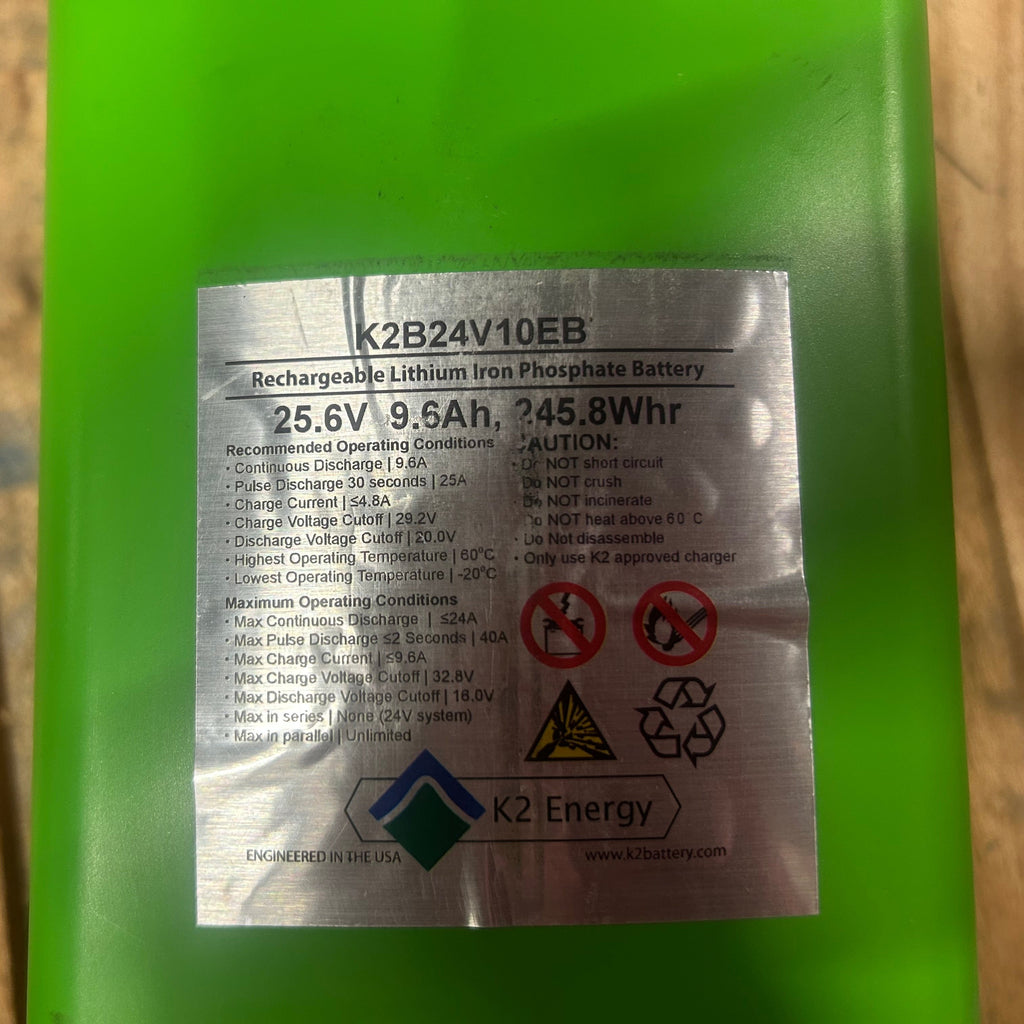 K2B24V10EB
Rechargeable Lithium Iron Phosphate Battery
25.6V 9.6Ah, 245.8Whr
Recommended Operating Conditions
· Continuous Discharge | 9.6A
· Pulse Discharge 30 seconds | 25A
· Charge Current | ≤4.8A
· Charge Voltage Cutoff | 29.2V
· Discharge Voltage Cutoff | 20.0V
· Highest Operating Temperature | 60°C
· Lowest Operating Temperature | -20°C
Maximum Operating Conditions
· Max Continuous Discharge | ≤24A
· Max Pulse Discharge ≤2 Seconds | 40A
· Max Charge Current | ≤9.6A
· Max Charge Voltage Cutoff | 32.8V
· Max Discharge Voltage Cutoff | 16.0V
· Max in series | None (24V system)
· Max in parallel | Unlimited
CAUTION:
· Do NOT short circuit
· Do NOT crush
· Do NOT incinerate
· Do NOT heat above 60°C
· Do Not disassemble
· Only use K2 approved charger
K2 Energy
ENGINEERED IN THE USA
www.k2battery.com